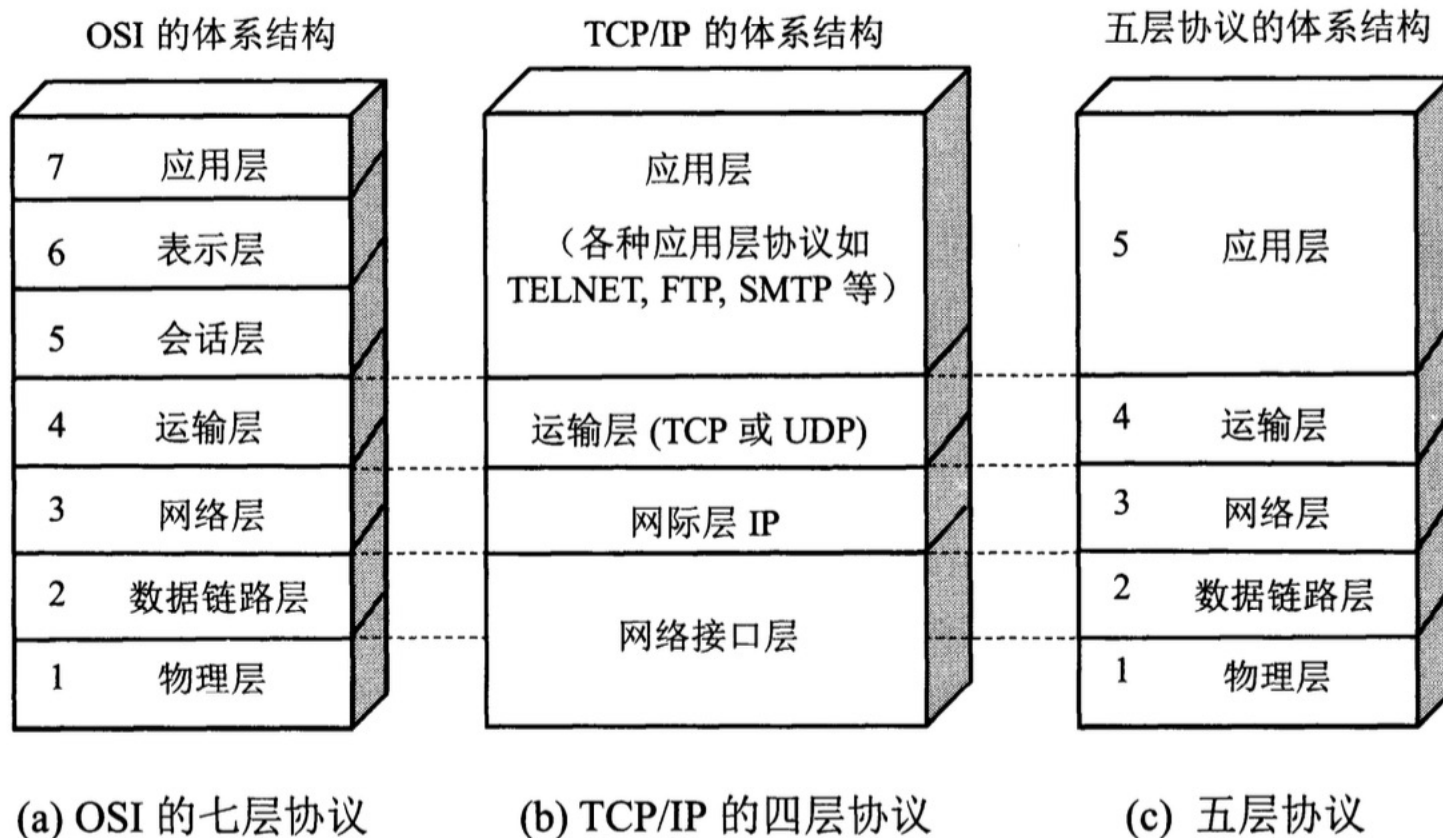 OSI 的体系结构
7 应用层
6 表示层
5 会话层
4 运输层
3 网络层
2 数据链路层
1 物理层
(a) OSI 的七层协议
TCP/IP 的体系结构
应用层
（各种应用层协议如
TELNET, FTP, SMTP 等）
运输层 (TCP 或 UDP)
网际层 IP
网络接口层
(b) TCP/IP 的四层协议
五层协议的体系结构
5 应用层
4 运输层
3 网络层
2 数据链路层
1 物理层
(c) 五层协议